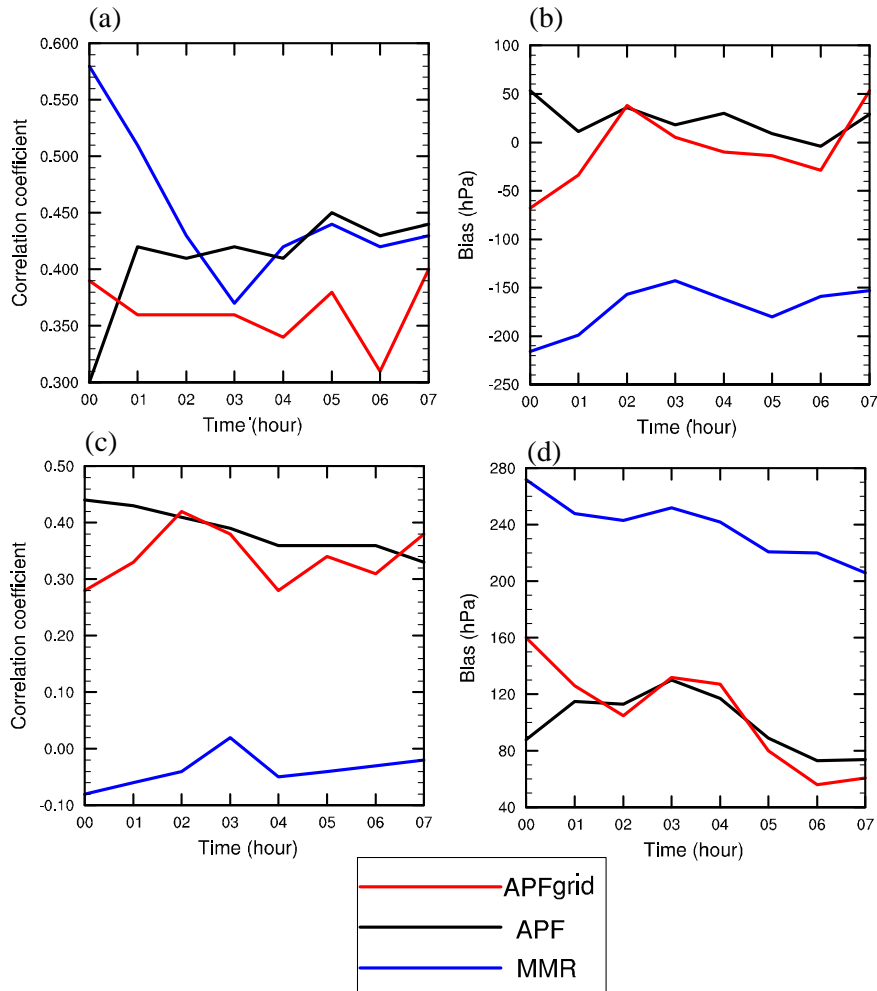 (a)
0.600
0.550
0.500
0.450
0.400
0.350
0.300
Correlation coefficient
00 01 02 03 04 05 06 07
Time (hour)
(b)
100
50
0
-50
-100
-150
-200
-250
Bias (hPa)
00 01 02 03 04 05 06 07
Time (hour)
(c)
0.50
0.40
0.30
0.20
0.10
0.00
-0.10
Correlation coefficient
00 01 02 03 04 05 06 07
Time (hour)
(d)
280
240
200
160
120
80
40
Bias (hPa)
00 01 02 03 04 05 06 07
Time (hour)
APFgrid
APF
MMR